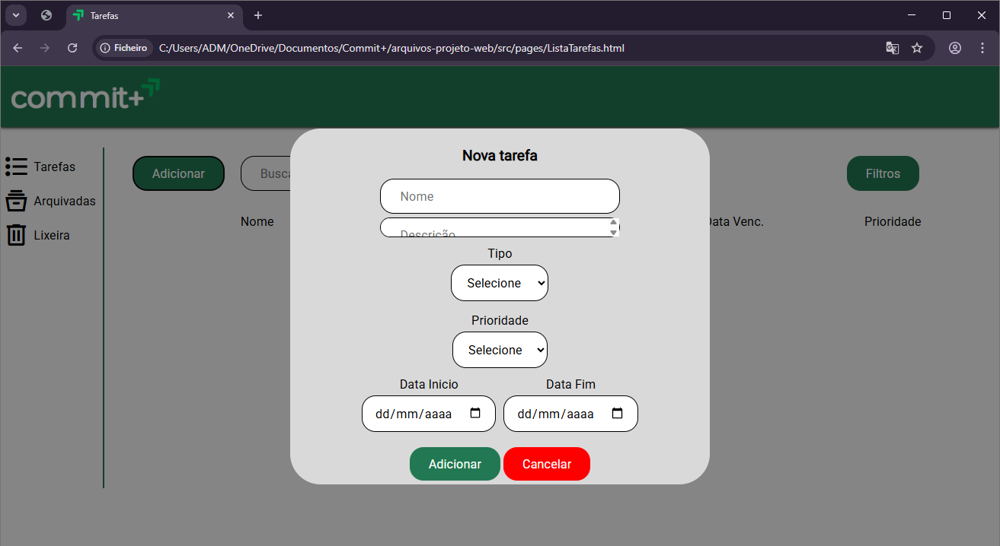 Tarefas
Ficheiro C:/Users/ADM/OneDrive/Documentos/Commit+/arquivos-projeto-web/src/pages/ListaTarefas.html
commit+
Tarefas
Arquivadas
Lixeira
Adicionar Busca Filtros
Nome Data Venc. Prioridade
Nova tarefa
Nome
Descrição
Tipo
Selecione
Prioridade
Selecione
Data Inicio Data Fim
dd/mm/aaaa dd/mm/aaaa
Adicionar Cancelar